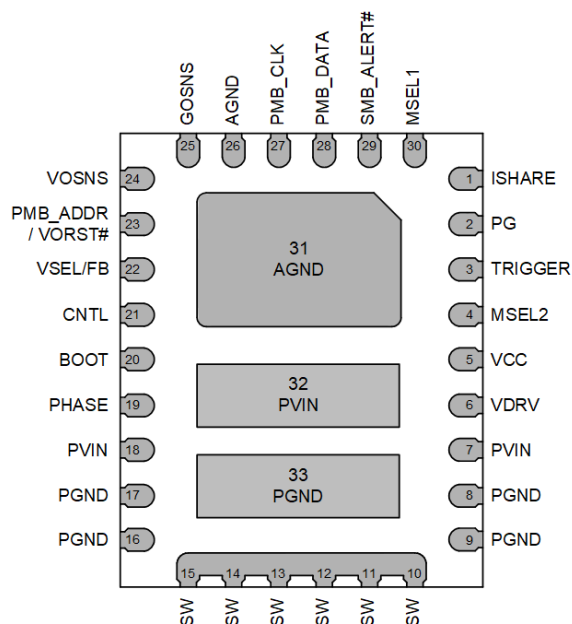 GOSNS
AGND
PMB_CLK
PMB_DATA
SMB_ALERT#
MSEL1
25
26
27
28
29
30
VOSNS 24
1 ISHARE
PMB_ADDR
/ VORST#
23
2 PG
VSEL/FB 22
3 TRIGGER
31
AGND
CNTL 21
4 MSEL2
BOOT 20
5 VCC
32
PVIN
PHASE 19
6 VDRV
PVIN 18
7 PVIN
33
PGND
PGND 17
8 PGND
PGND 16
9 PGND
15
14
13
12
11
10
SW
SW
SW
SW
SW
SW